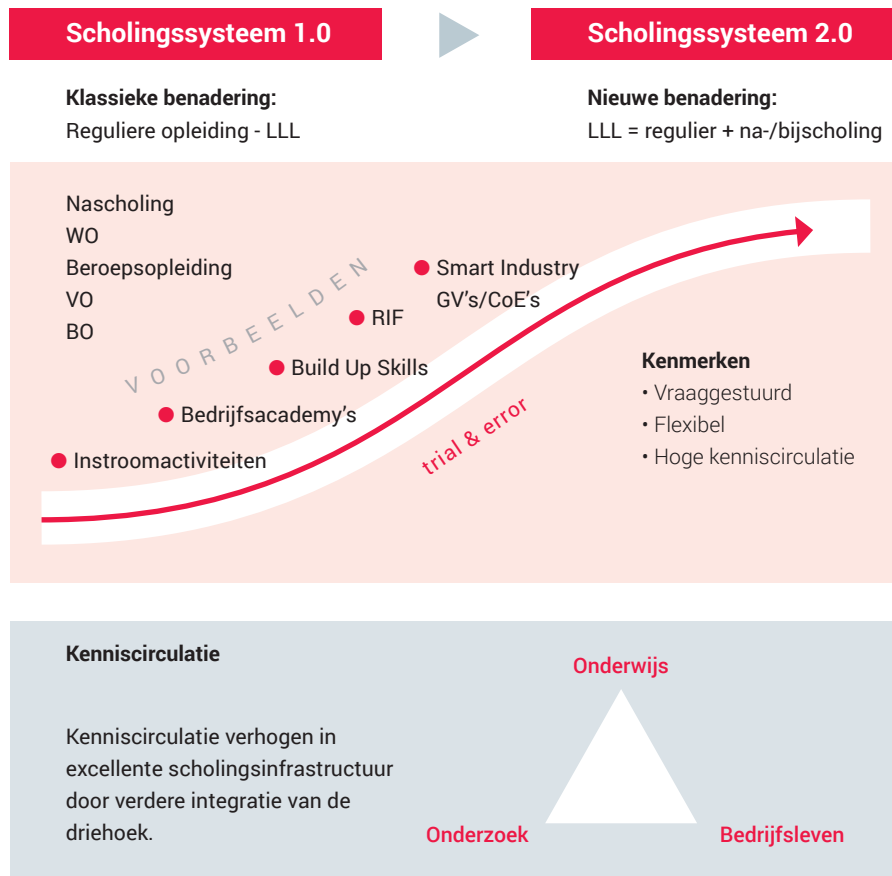 Scholingssysteem 1.0
Scholingssysteem 2.0
Klassieke benadering:
Reguliere opleiding - LLL
Nieuwe benadering:
LLL = regulier + na-/bijscholing
Nascholing
WO
Beroepsopleiding
VO
BO
VOORBEELDEN
Smart Industry
GV's/CoE's
RIF
Build Up Skills
Bedrijfsacademy's
Instroomactiviteiten
trial & error
Kenmerken
• Vraaggestuurd
• Flexibel
• Hoge kenniscirculatie
Kenniscirculatie
Kenniscirculatie verhogen in
excellente scholingsinfrastructuur
door verdere integratie van de
driehoek.
Onderwijs
Onderzoek
Bedrijfsleven